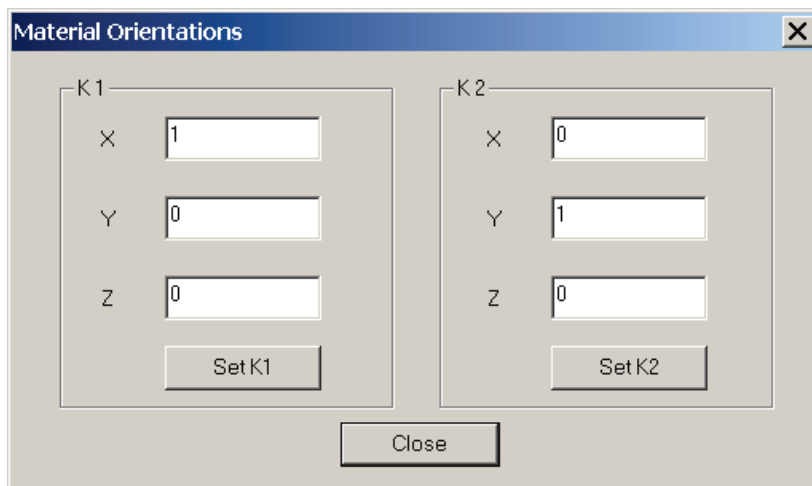 Material Orientations
K1
X 1
Y 0
Z 0
Set K1
K2
X 0
Y 1
Z 0
Set K2
Close